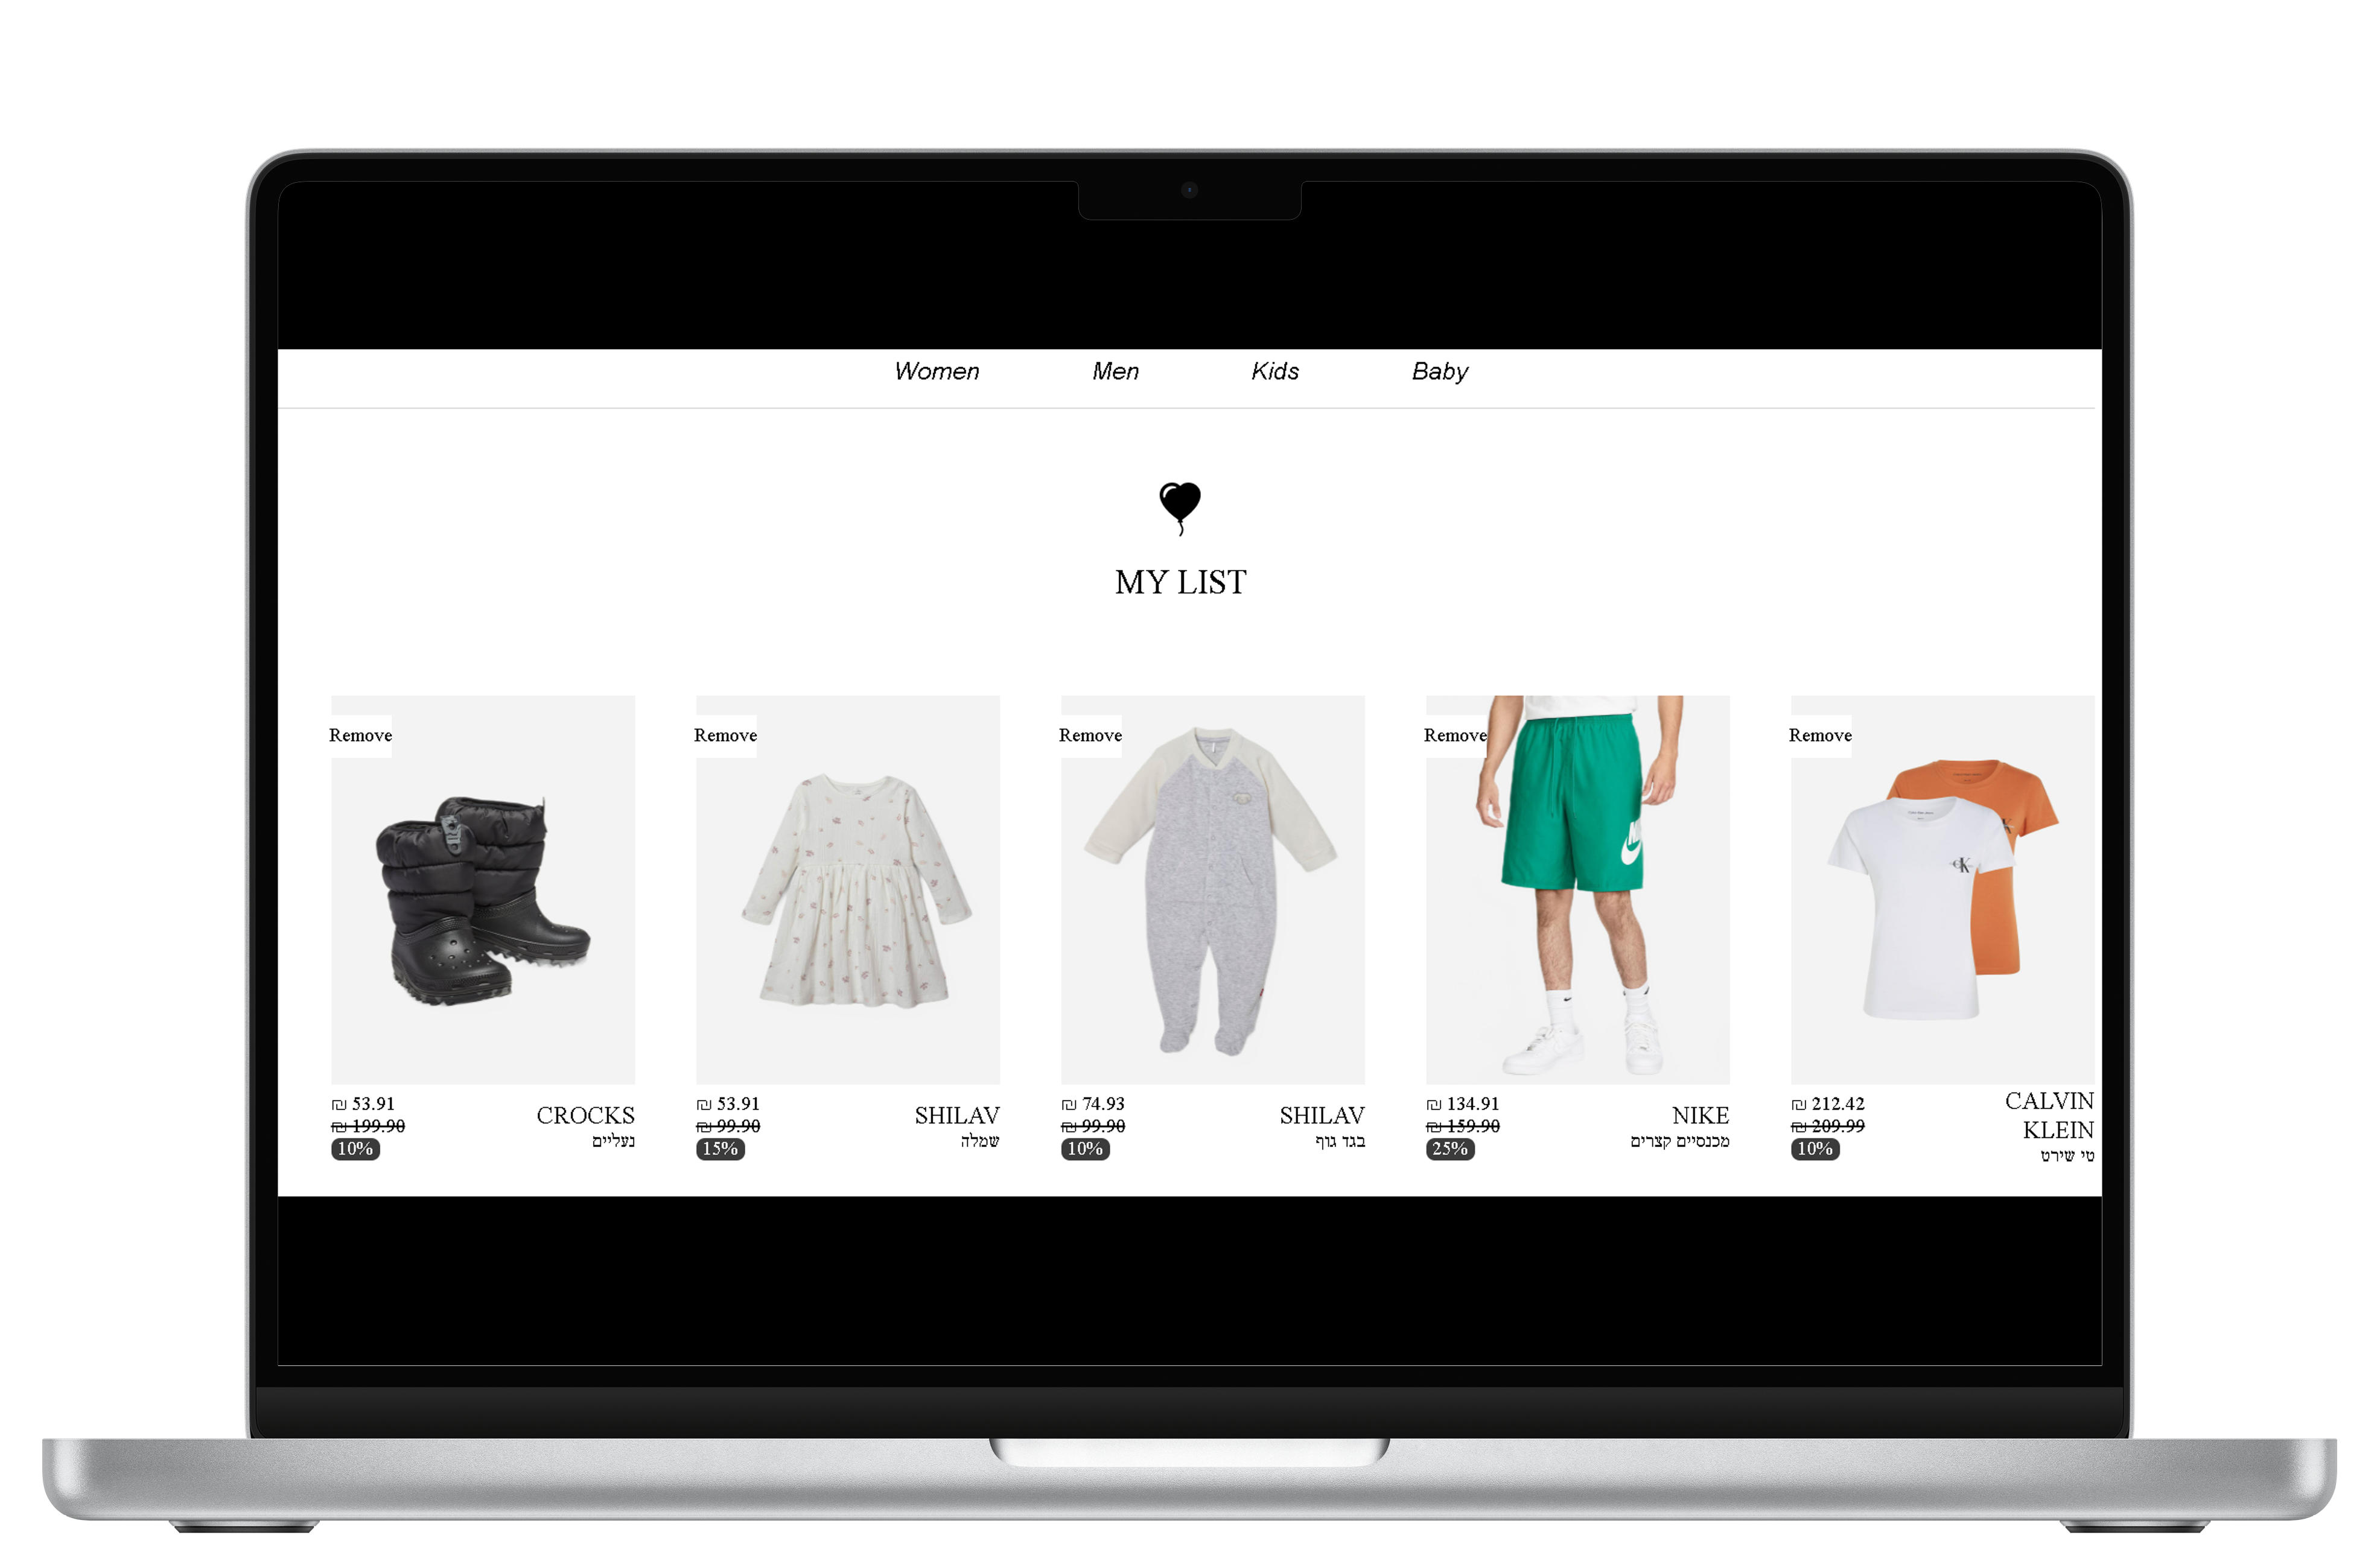 Women Men Kids Baby
MY LIST
Remove
Remove
Remove
Remove
Remove
CK
₪ 53.91
₪ 199.90
10%
CROCKS
נעליים
₪ 53.91
₪ 99.90
15%
SHILAV
שמלה
₪ 74.93
₪ 99.90
10%
SHILAV
בגד גוף
₪ 134.91
₪ 159.90
25%
NIKE
מכנסיים קצרים
₪ 212.42
₪ 209.99
10%
CALVIN
KLEIN
טי שירט